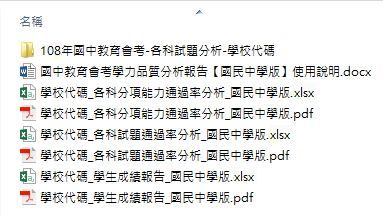 名稱
108年國中教育會考-各科試題分析-學校代碼
國中教育會考學力品質分析報告【國民中學版】使用說明.docx
學校代碼_各科分項能力通過率分析_國民中學版.xlsx
學校代碼_各科分項能力通過率分析_國民中學版.pdf
學校代碼_各科試題通過率分析_國民中學版.xlsx
學校代碼_各科試題通過率分析_國民中學版.pdf
學校代碼_學生成績報告_國民中學版.xlsx
學校代碼_學生成績報告_國民中學版.pdf